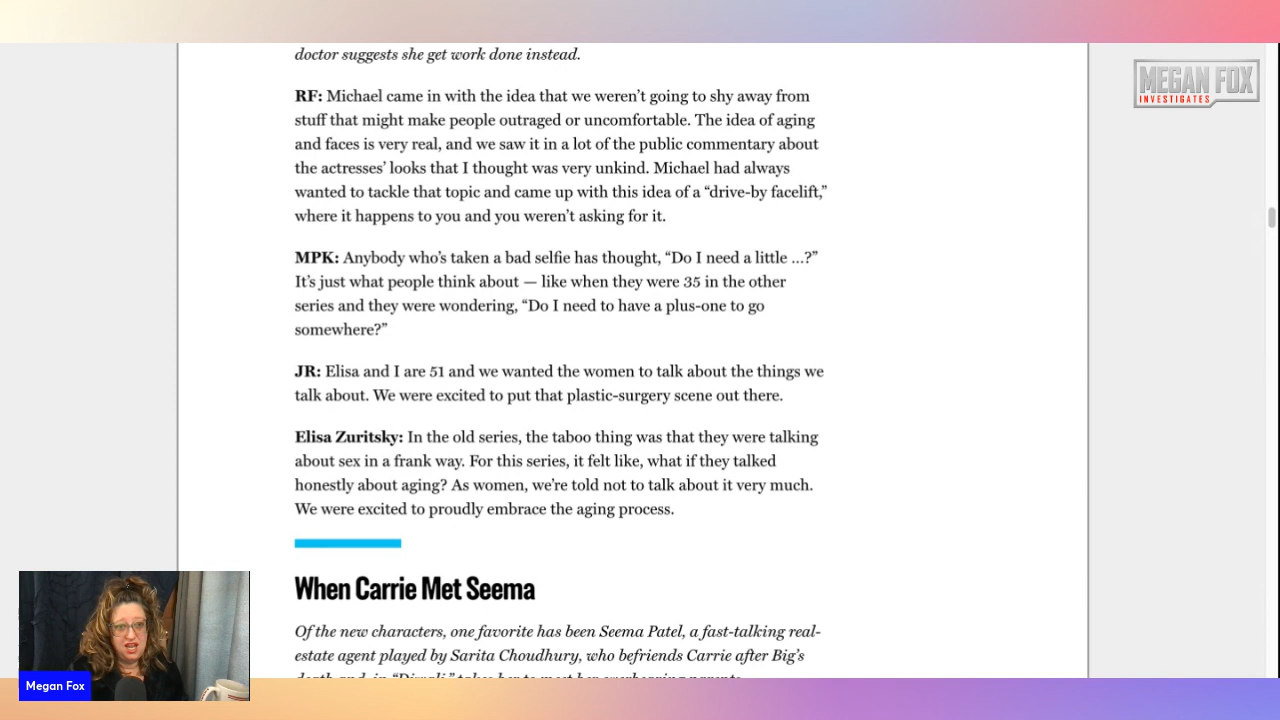 doctor suggests she get work done instead.
RF: Michael came in with the idea that we weren’t going to shy away from
stuff that might make people outraged or uncomfortable. The idea of aging
and faces is very real, and we saw it in a lot of the public commentary about
the actresses’ looks that I thought was very unkind. Michael had always
wanted to tackle that topic and came up with this idea of a “drive-by facelift,”
where it happens to you and you weren’t asking for it.
MPK: Anybody who’s taken a bad selfie has thought, “Do I need a little …?”
It’s just what people think about — like when they were 35 in the other
series and they were wondering, “Do I need to have a plus-one to go
somewhere?”
JR: Elisa and I are 51 and we wanted the women to talk about the things we
talk about. We were excited to put that plastic-surgery scene out there.
Elisa Zuritsky: In the old series, the taboo thing was that they were talking
about sex in a frank way. For this series, it felt like, what if they talked
honestly about aging? As women, we’re told not to talk about it very much.
We were excited to proudly embrace the aging process.
When Carrie Met Seema
Of the new characters, one favorite has been Seema Patel, a fast-talking real-
estate agent played by Sarita Choudhury, who befriends Carrie after Big’s
death and, in “Diwali,” takes her to meet her overbearing parents.
MEGAN FOX
INVESTIGATES
Megan Fox